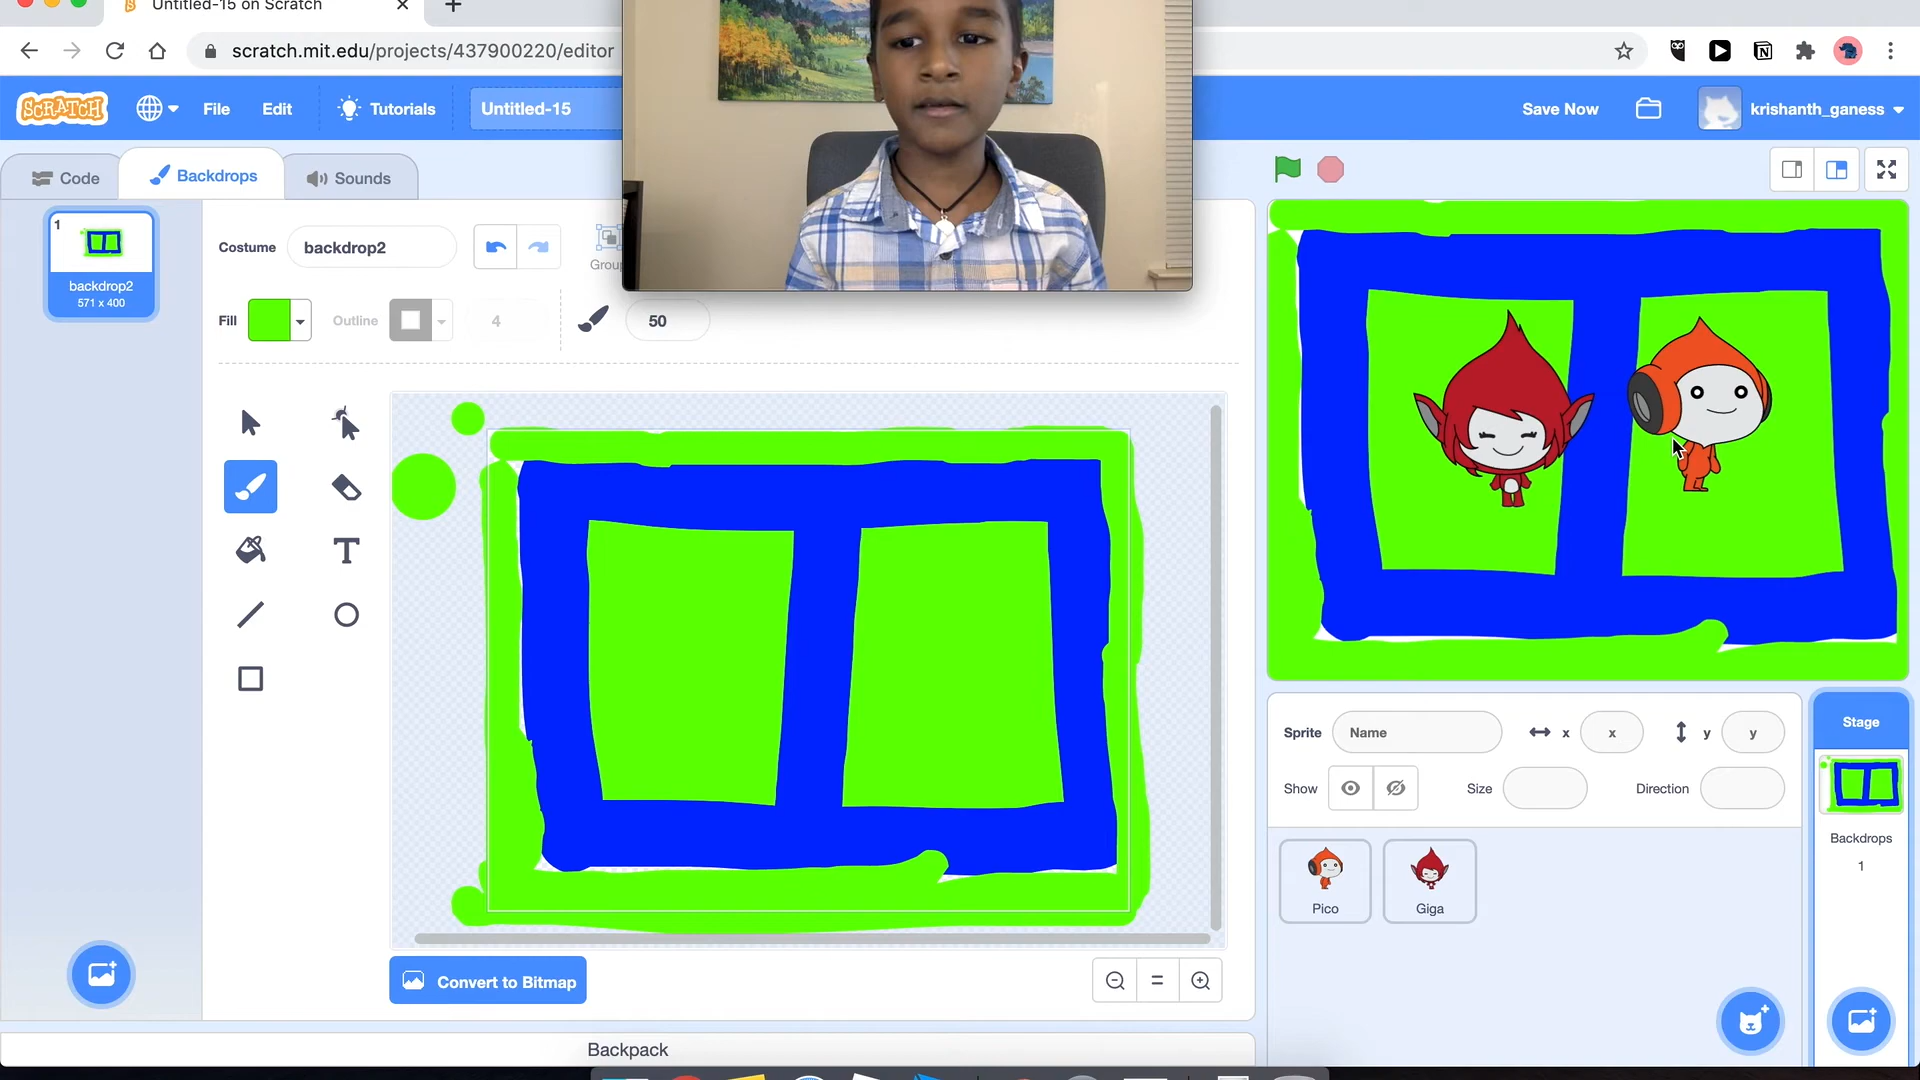 Untitled-15 on Scratch
scratch.mit.edu/projects/437900220/editor
SCRATCH
File
Edit
Tutorials
Untitled-15
Save Now
krishanth_ganess
Code
Backdrops
Sounds
1
backdrop2
571 x 400
Costume
backdrop2
Group
Fill
Outline
4
50
T
Convert to Bitmap
Backpack
Sprite
Name
x
x
y
y
Show
Size
Direction
Pico
Giga
Stage
Backdrops
1